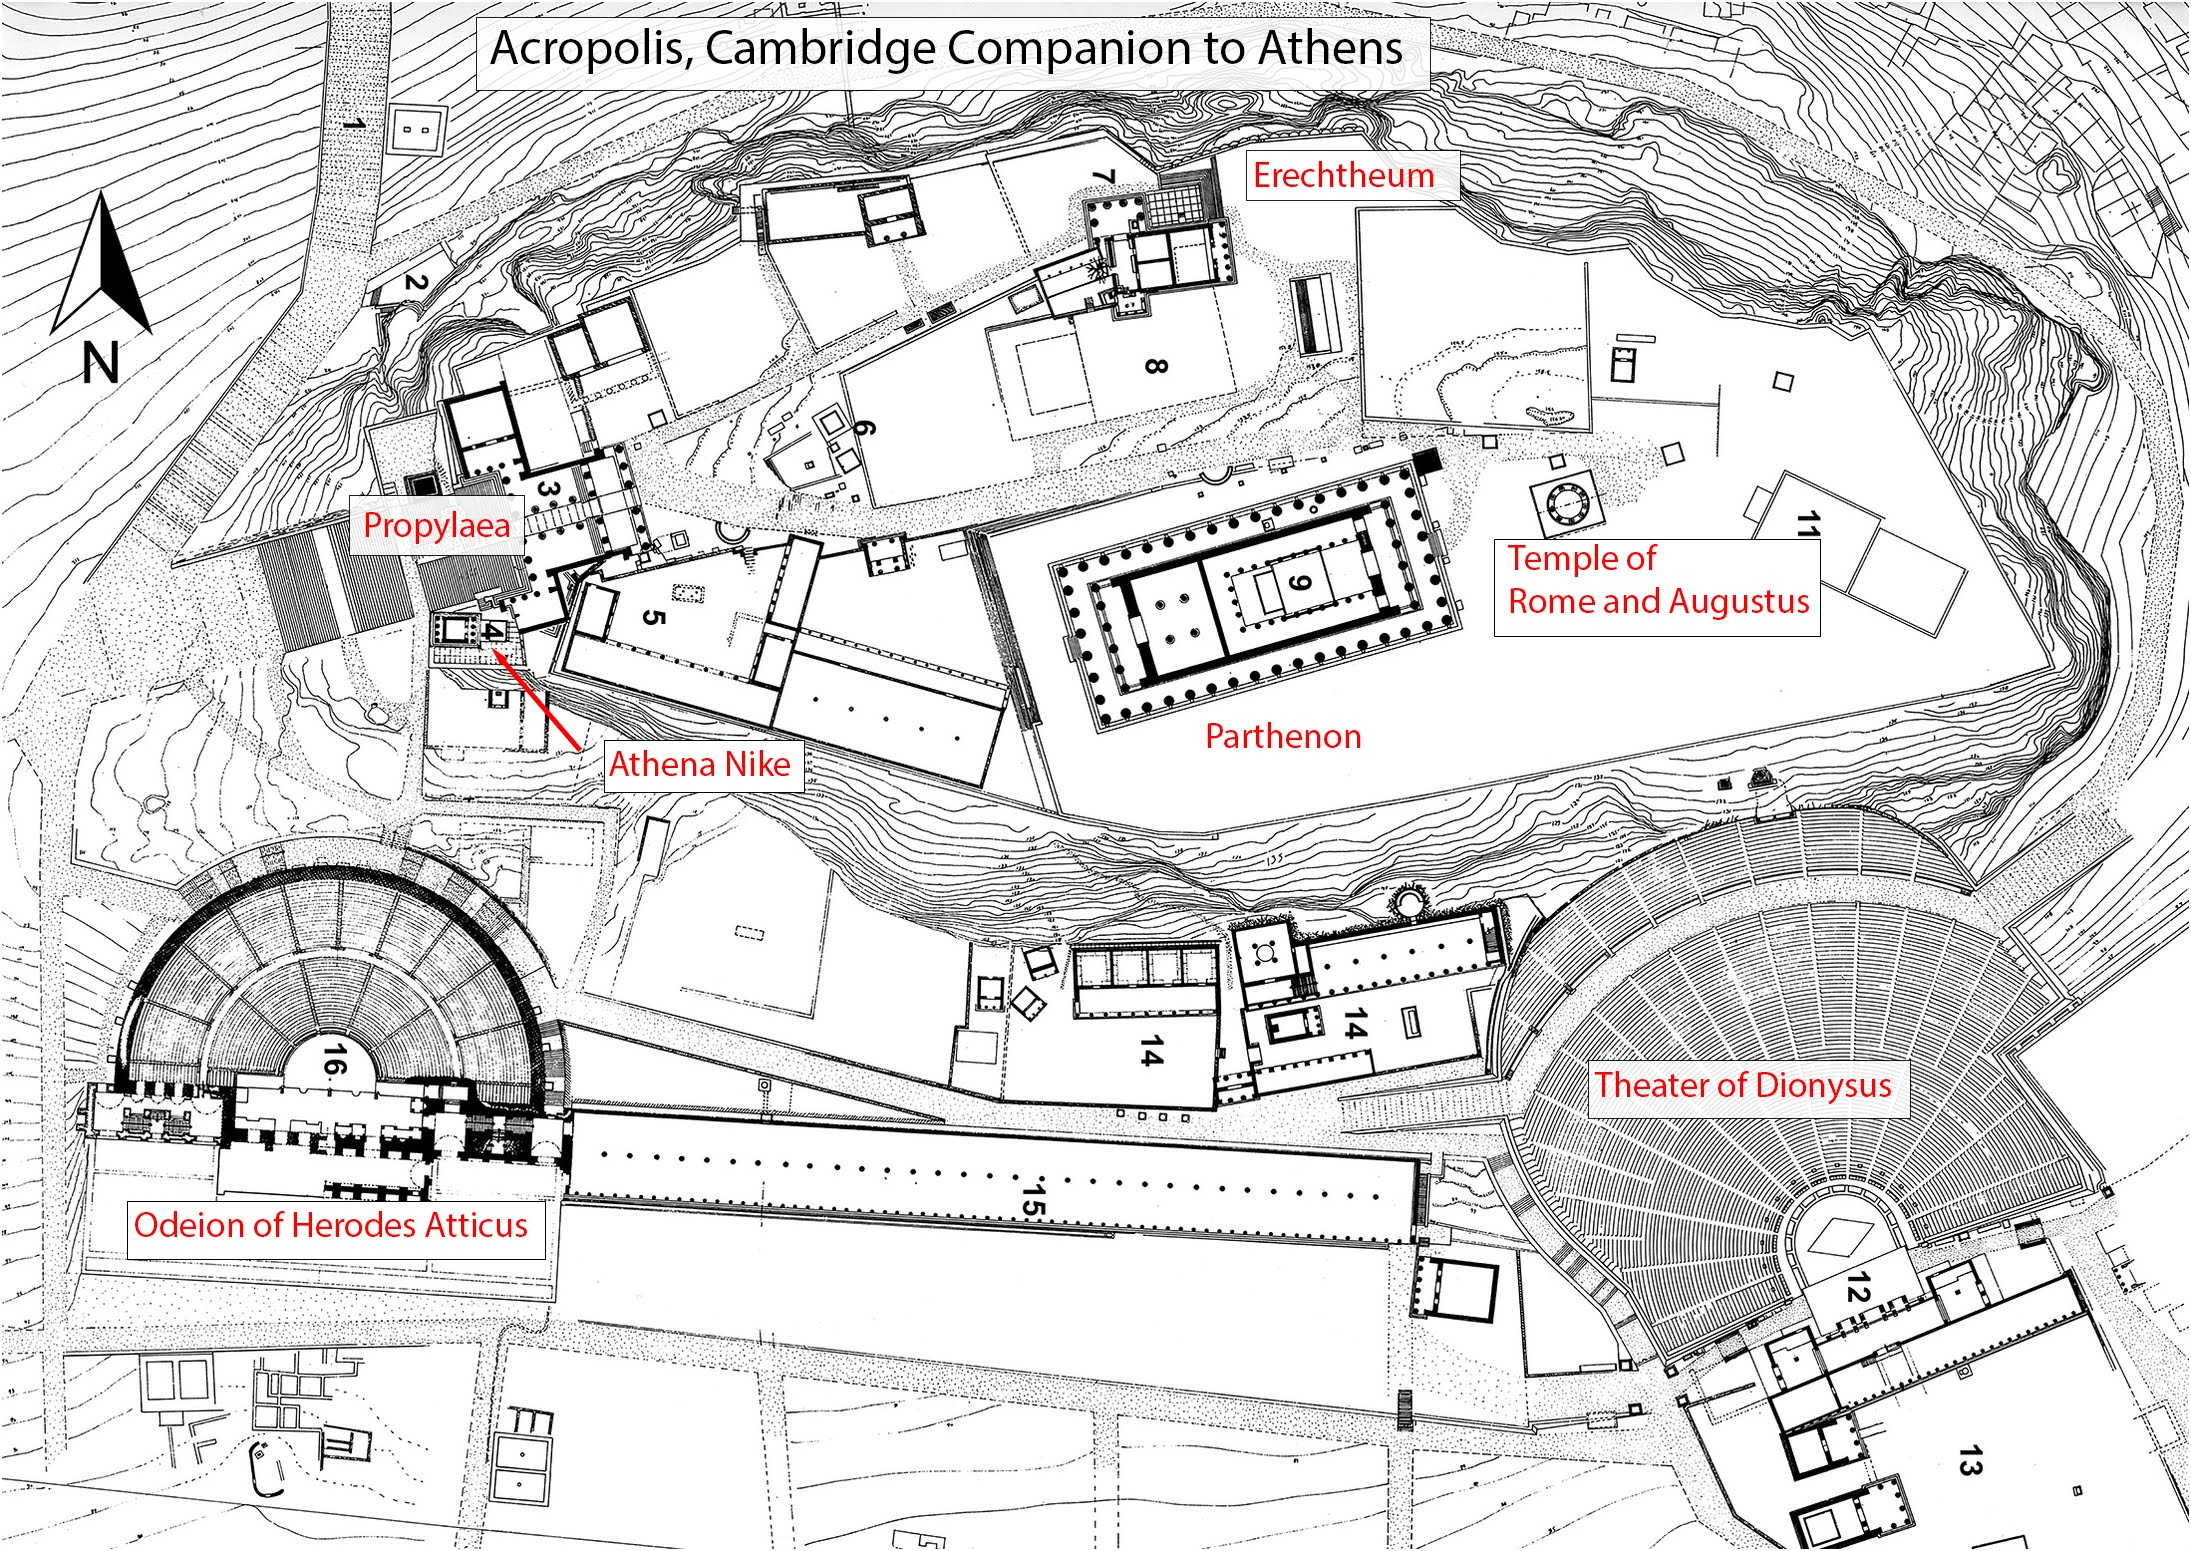 Acropolis, Cambridge Companion to Athens
1
Erechtheum
7
2
N
8
6
3
Propylaea
11
Temple of
Rome and Augustus
9
5
4
Parthenon
Athena Nike
16
14
14
Theater of Dionysus
15
Odeion of Herodes Atticus
12
13